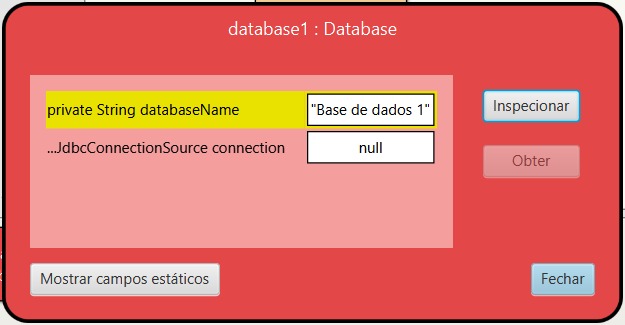 database1 : Database
private String databaseName "Base de dados 1"
...JdbcConnectionSource connection null
Inspecionar
Obter
Mostrar campos estáticos
Fechar